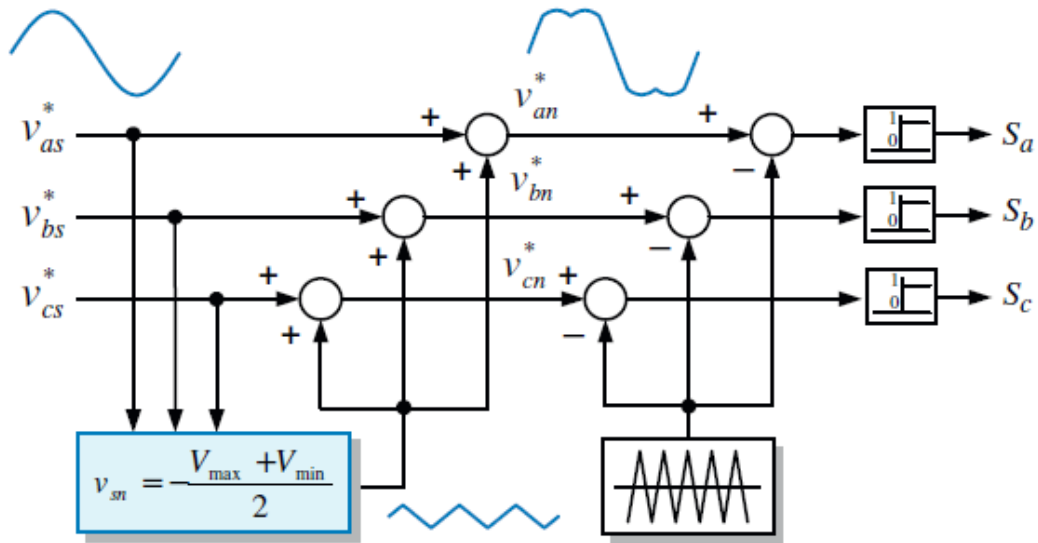 v*as + + v*an + − 1 0 Sa
v*bs + + v*bn + − 1 0 Sb
v*cs + + v*cn + − 1 0 Sc
vsn = −(Vmax + Vmin)/2